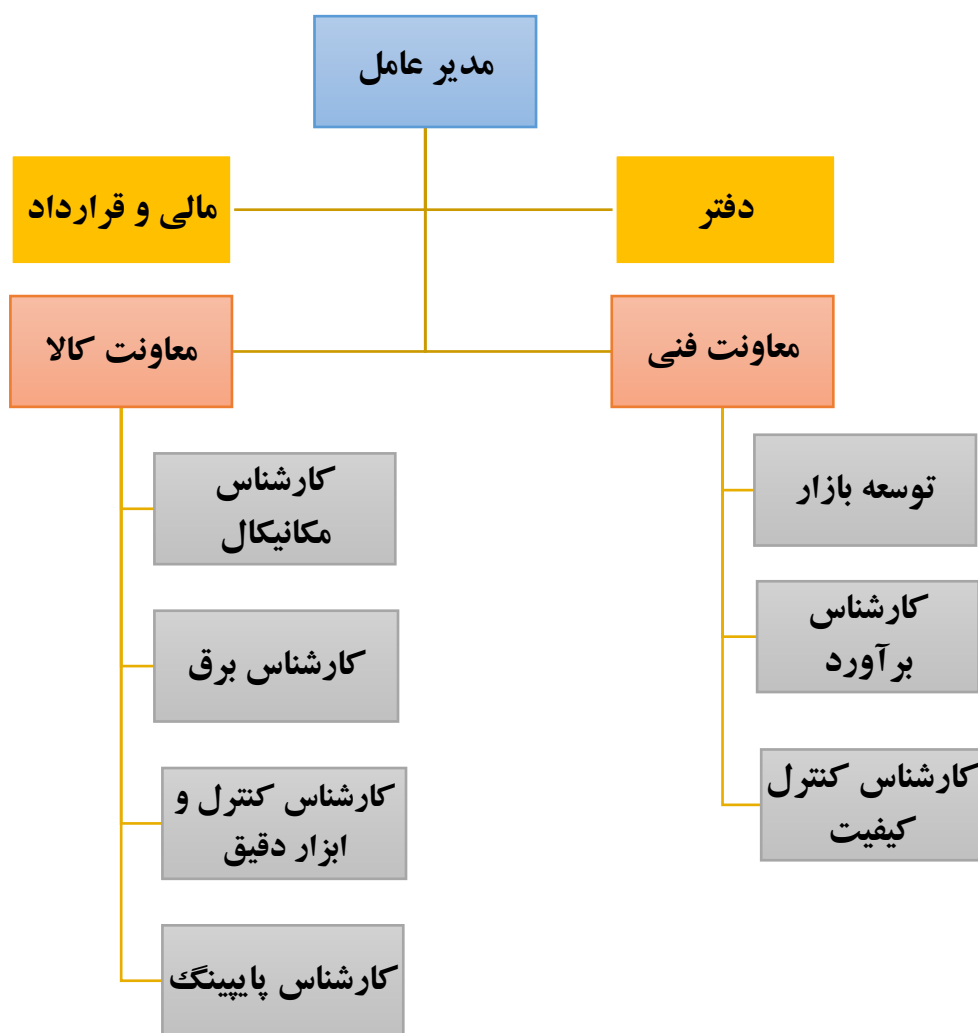 مدیر عامل
دفتر
مالی و قرارداد
معاونت فنی
معاونت کالا
توسعه بازار
کارشناس
برآورد
کارشناس کنترل
کیفیت
کارشناس
مکانیکال
کارشناس برق
کارشناس کنترل و
ابزار دقیق
کارشناس پایپینگ